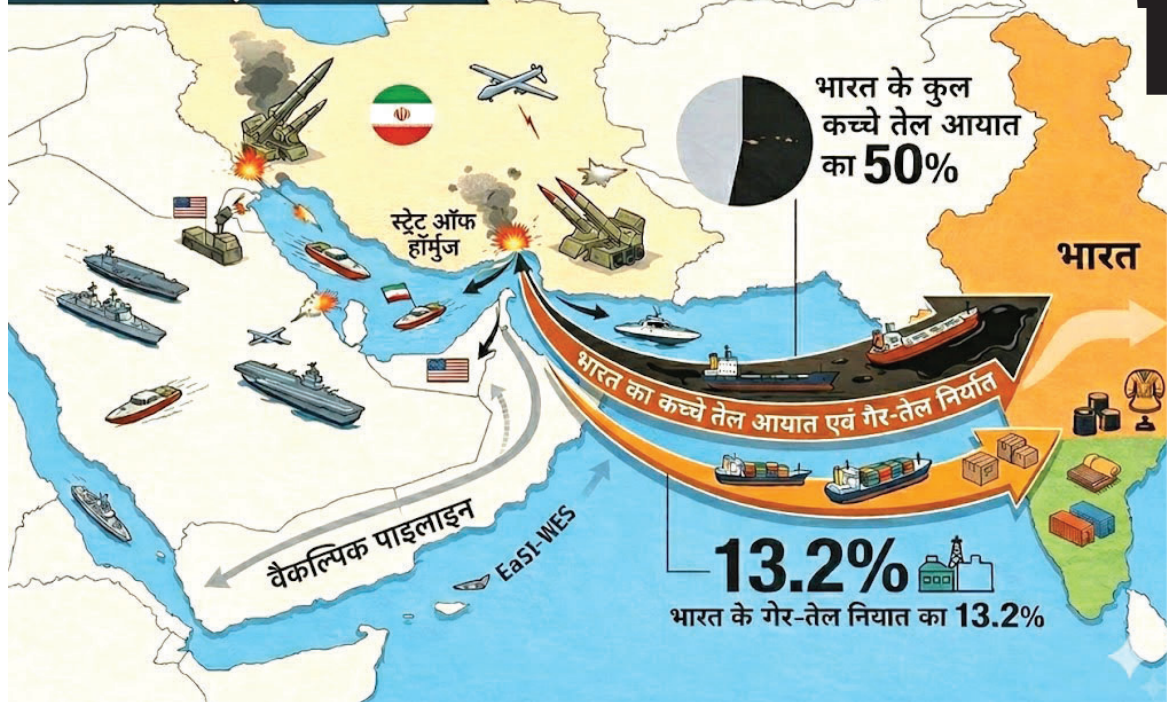 भारत के कुल
कच्चे तेल आयात
का 50%
भारत
स्ट्रेट ऑफ
हॉर्मुज
भारत का कच्चे तेल आयात एवं गैर-तेल निर्यात
वैकल्पिक पाइलाइन
EaSI-WES
13.2%
भारत के गेर-तेल नियात का 13.2%